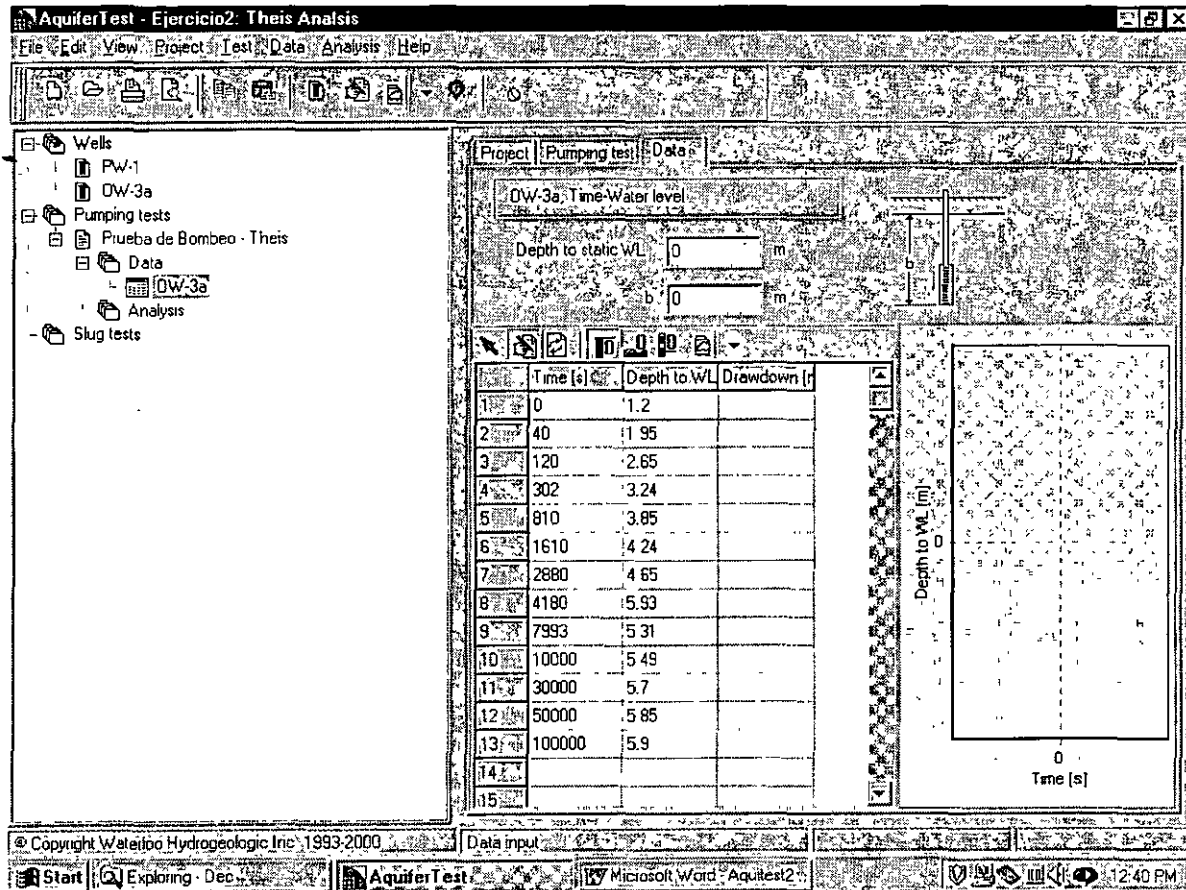 AquiferTest - Ejercicio2: Theis Analsis
File Edit View Project Test Data Analysis Help
Wells
PW-1
OW-3a
Pumping tests
Prueba de Bombeo - Theis
Data
OW-3a
Analysis
Slug tests
Project Pumping test Data
OW-3a, Time-Water level
Depth to static WL 0 m
b 0 m
b
Time [s] Depth to WL Drawdown [
1 0 1.2
2 40 1 95
3 120 2.65
4 302 3.24
5 810 3.85
6 1610 4 24
7 2880 4 65
8 4180 5.93
9 7993 5 31
10 10000 5 49
11 30000 5.7
12 50000 5 85
13 100000 5.9
14
15
Depth to WL [m]
0
0
Time [s]
© Copyright Waterloo Hydrogeologic Inc 1993-2000 Data input
Start Exploring - Dec AquiferTest Microsoft Word - Aquitest2 12:40 PM